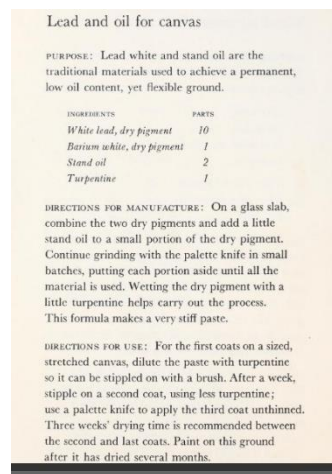 Lead and oil for canvas
PURPOSE: Lead white and stand oil are the
traditional materials used to achieve a permanent,
low oil content, yet flexible ground.
INGREDIENTS PARTS
White lead, dry pigment 10
Barium white, dry pigment 1
Stand oil 2
Turpentine 1
DIRECTIONS FOR MANUFACTURE: On a glass slab,
combine the two dry pigments and add a little
stand oil to a small portion of the dry pigment.
Continue grinding with the palette knife in small
batches, putting each portion aside until all the
material is used. Wetting the dry pigment with a
little turpentine helps carry out the process.
This formula makes a very stiff paste.
DIRECTIONS FOR USE: For the first coats on a sized,
stretched canvas, dilute the paste with turpentine
so it can be stippled on with a brush. After a week,
stipple on a second coat, using less turpentine;
use a palette knife to apply the third coat unthinned.
Three weeks' drying time is recommended between
the second and last coats. Paint on this ground
after it has dried several months.